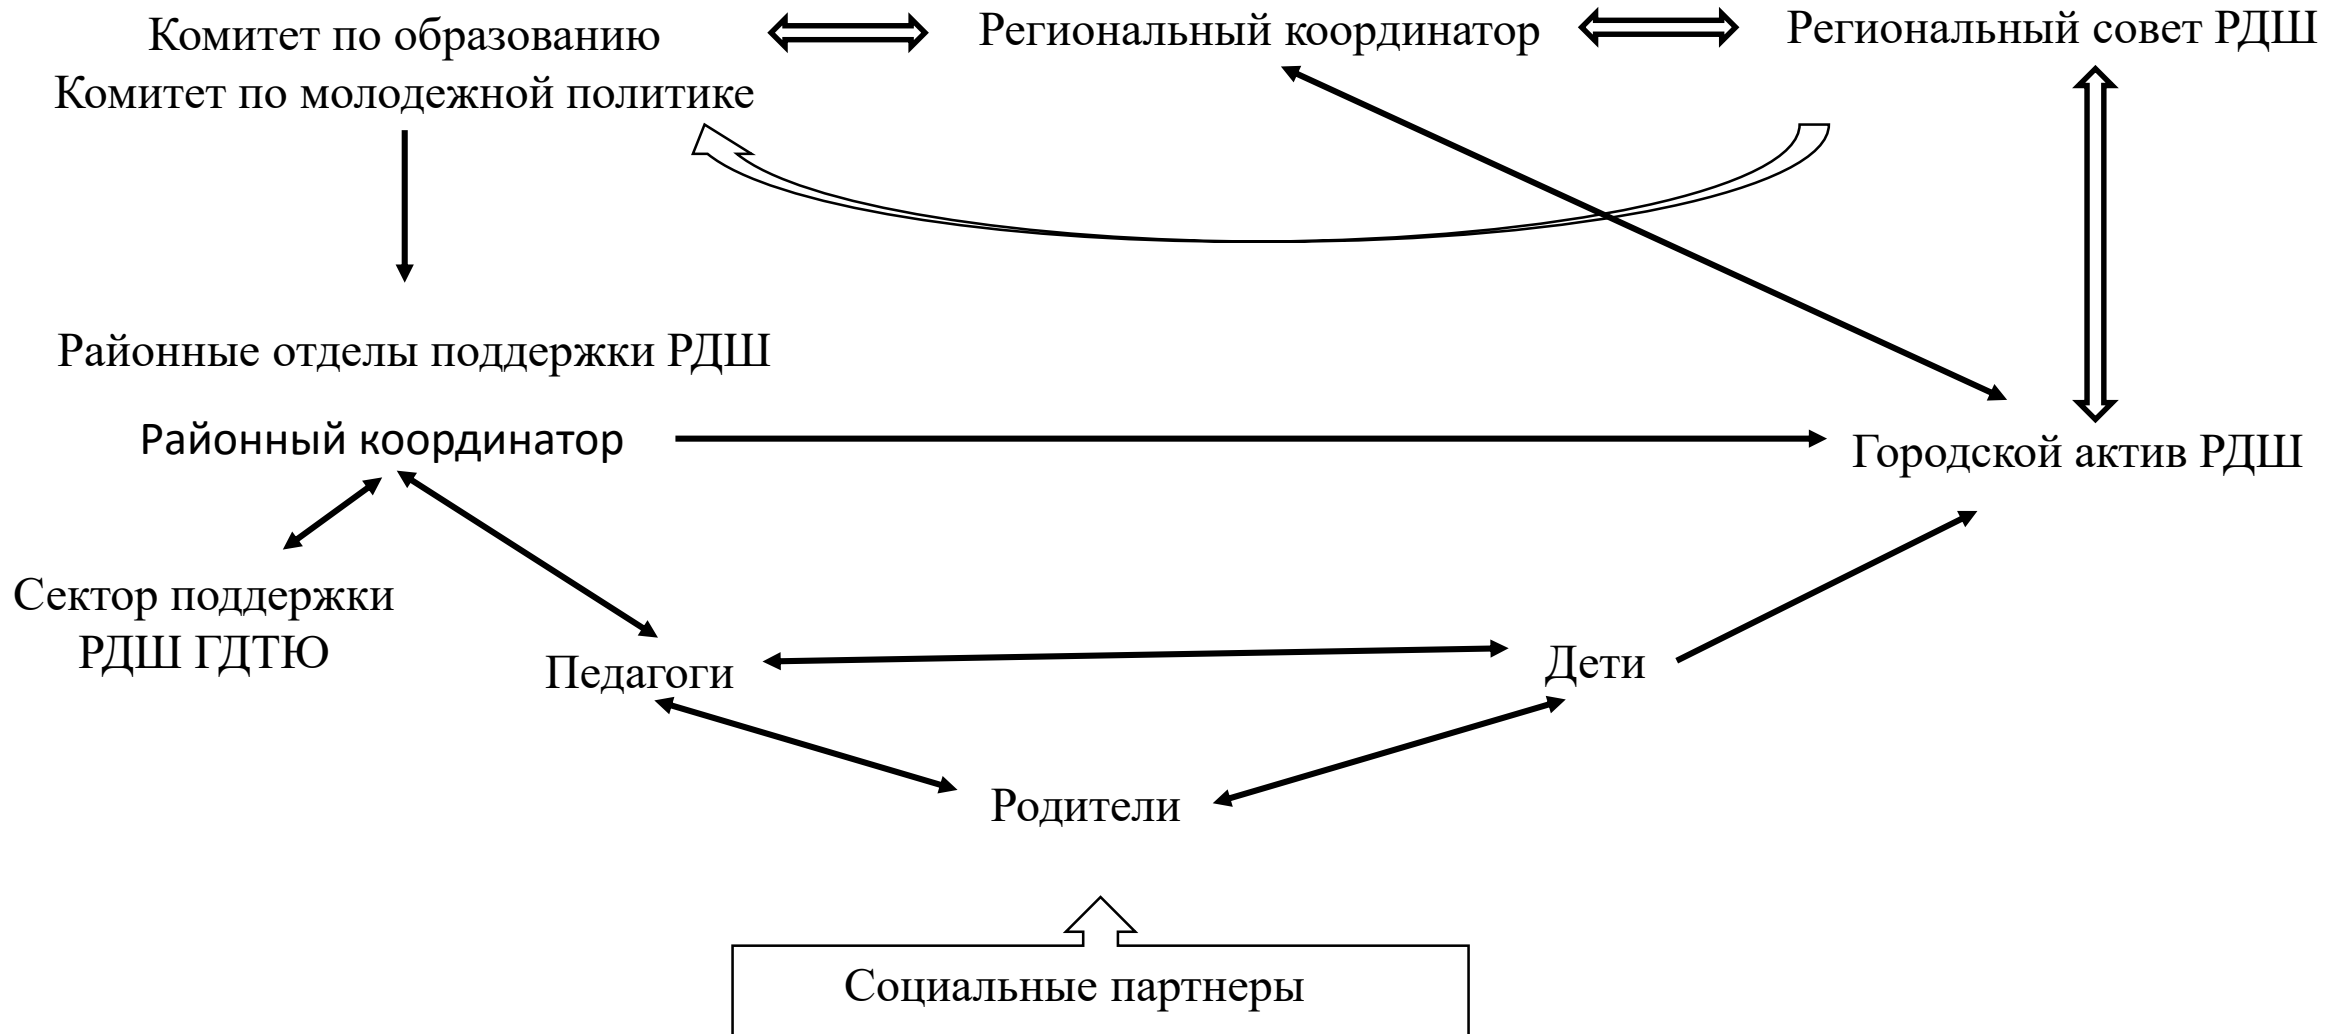 Комитет по образованию
Комитет по молодежной политике
Региональный координатор
Региональный совет РДШ
Районные отделы поддержки РДШ
Районный координатор
Городской актив РДШ
Сектор поддержки
РДШ ГДТЮ
Педагоги
Дети
Родители
Социальные партнеры